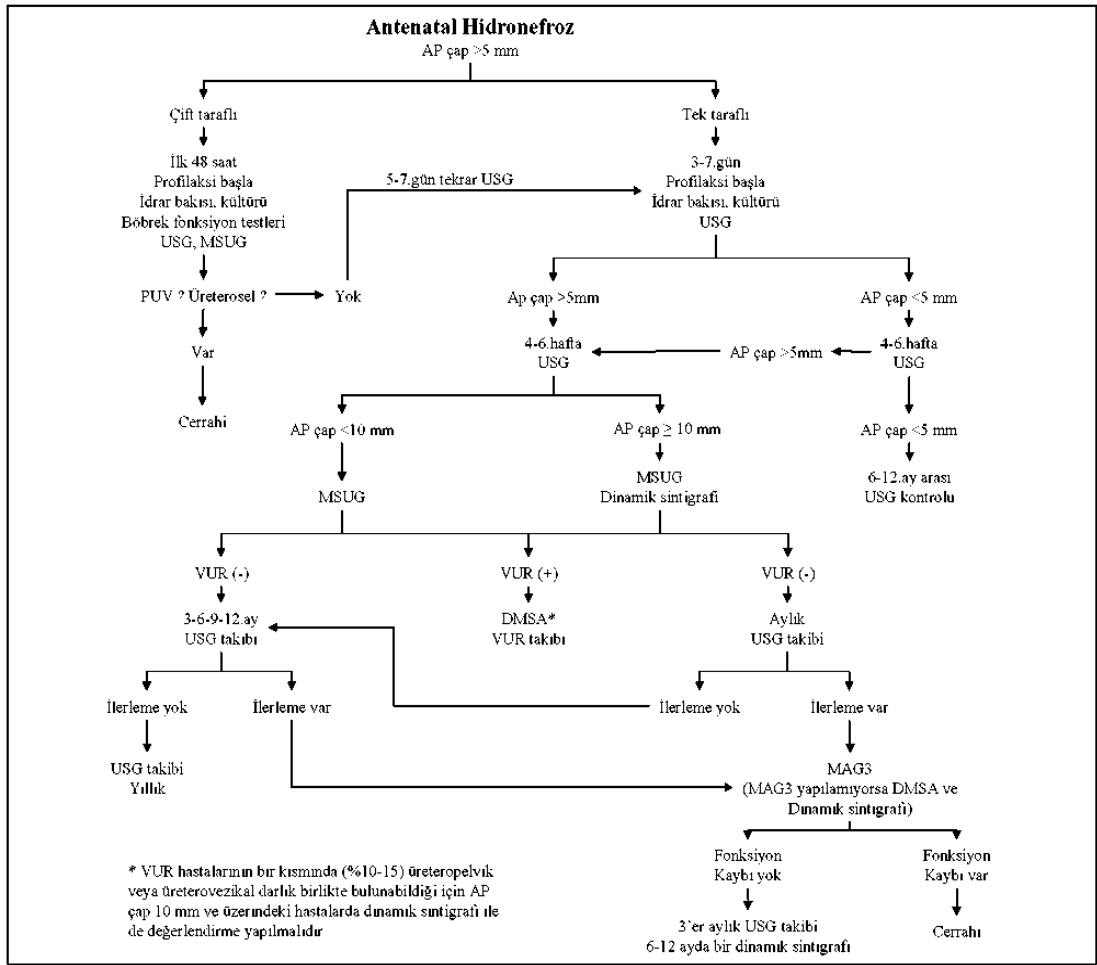 Antenatal Hidronefroz
AP çap >5 mm
Çift taraflı
Tek taraflı
İlk 48 saat
Profilaksi başla
İdrar bakısı, kültürü
Böbrek fonksiyon testleri
USG, MSUG
5-7.gün tekrar USG
3-7.gün
Profilaksi başla
İdrar bakısı, kültürü
USG
PUV ? Üreterosel ?
Yok
Ap çap >5mm
AP çap <5 mm
Var
4-6.hafta
USG
AP çap >5mm
4-6.hafta
USG
Cerrahi
AP çap <10 mm
AP çap ≥ 10 mm
AP çap <5 mm
MSUG
MSUG
Dinamik sintigrafi
6-12.ay arası
USG kontrolu
VUR (-)
VUR (+)
VUR (-)
3-6-9-12.ay
USG takibi
DMSA*
VUR takibi
Aylık
USG takibi
İlerleme yok
İlerleme var
İlerleme yok
İlerleme var
USG takibi
Yıllık
MAG3
(MAG3 yapılamıyorsa DMSA ve
Dinamik sintigrafi)
Fonksiyon
Kaybı yok
Fonksiyon
Kaybı var
3'er aylık USG takibi
6-12 ayda bir dinamik sintigrafi
Cerrahi
* VUR hastalarının bir kısmında (%10-15) üreteropelvik
veya üreterovezikal darlık birlikte bulunabildiği için AP
çap 10 mm ve üzerindeki hastalarda dinamik sintigrafi ile
de değerlendirme yapılmalıdır